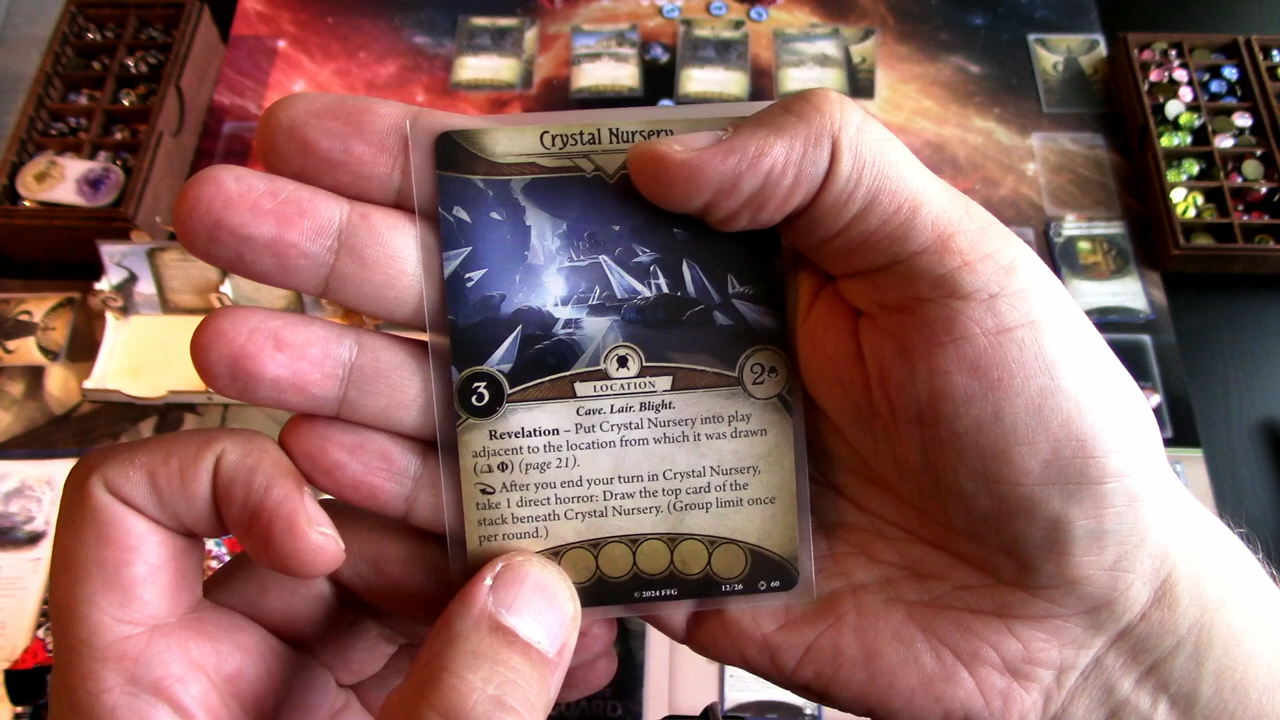 Crystal Nursery
3
2
LOCATION
Cave. Lair. Blight.
Revelation – Put Crystal Nursery into play
adjacent to the location from which it was drawn
(page 21).
After you end your turn in Crystal Nursery,
take 1 direct horror: Draw the top card of the
stack beneath Crystal Nursery. (Group limit once
per round.)
© 2024 FFG
12/26
60